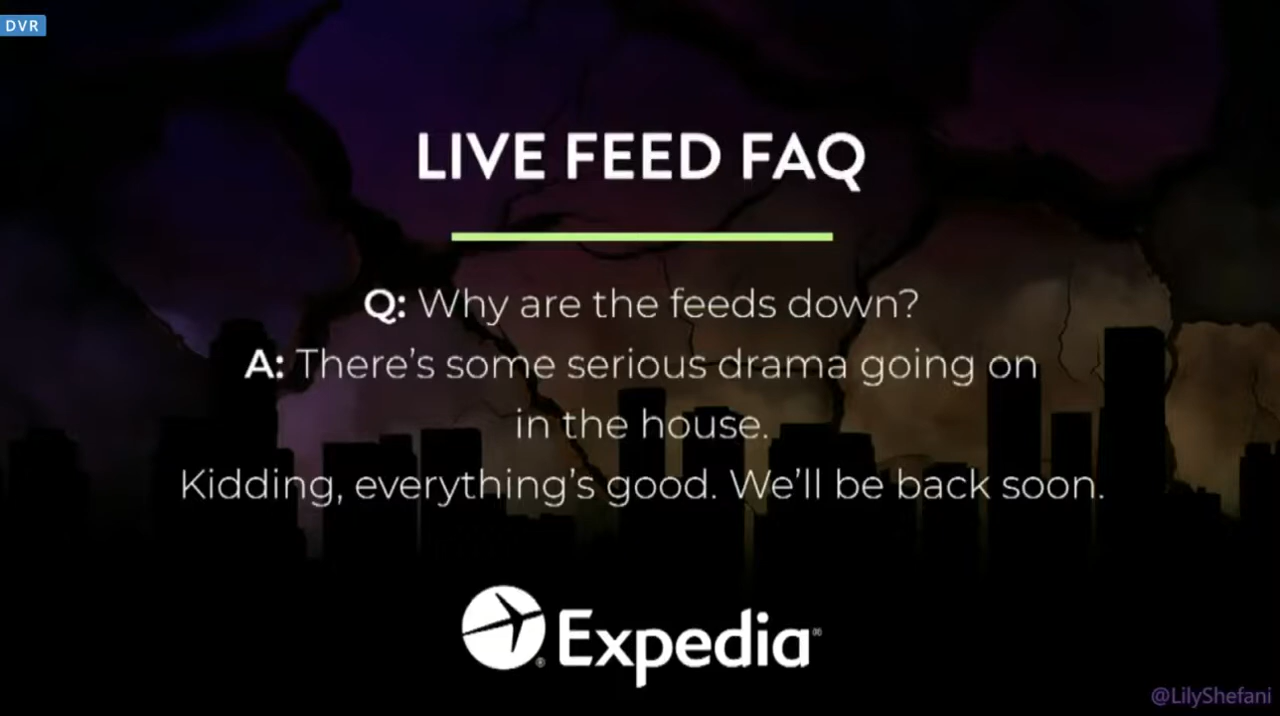 DVR
LIVE FEED FAQ
Q: Why are the feeds down?
A: There's some serious drama going on
in the house.
Kidding, everything's good. We'll be back soon.
Expedia
@LilyShefani